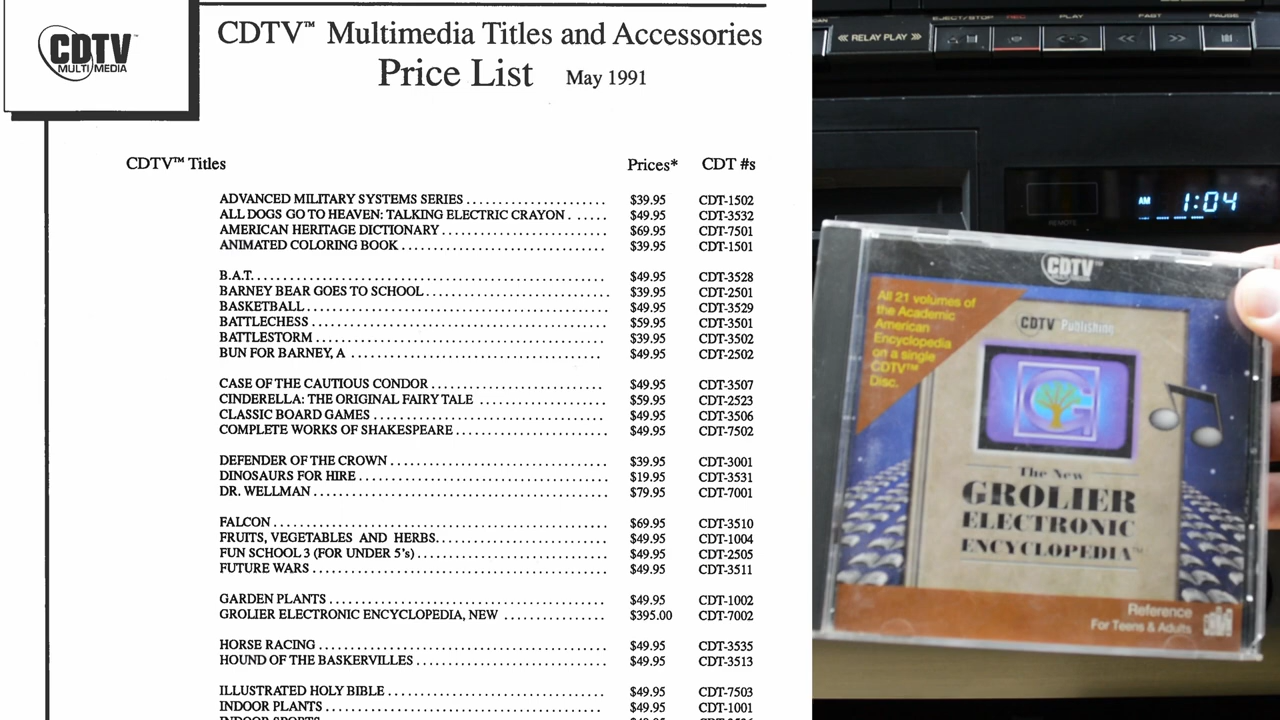 CDTV™ Multimedia Titles and Accessories
CDTV
MULTI MEDIA
Price List May 1991
CDTV™ Titles Prices* CDT #s
ADVANCED MILITARY SYSTEMS SERIES ...................... $39.95 CDT-1502
ALL DOGS GO TO HEAVEN: TALKING ELECTRIC CRAYON . ...... $49.95 CDT-3532
AMERICAN HERITAGE DICTIONARY .......................... $69.95 CDT-7501
ANIMATED COLORING BOOK ................................ $39.95 CDT-1501
B.A.T. ................................................ $49.95 CDT-3528
BARNEY BEAR GOES TO SCHOOL ............................ $39.95 CDT-2501
BASKETBALL ............................................ $49.95 CDT-3529
BATTLECHESS ........................................... $59.95 CDT-3501
BATTLESTORM ........................................... $39.95 CDT-3502
BUN FOR BARNEY, A ..................................... $49.95 CDT-2502
CASE OF THE CAUTIOUS CONDOR ........................... $49.95 CDT-3507
CINDERELLA: THE ORIGINAL FAIRY TALE ................... $59.95 CDT-2523
CLASSIC BOARD GAMES ................................... $49.95 CDT-3506
COMPLETE WORKS OF SHAKESPEARE ......................... $49.95 CDT-7502
DEFENDER OF THE CROWN ................................. $39.95 CDT-3001
DINOSAURS FOR HIRE .................................... $19.95 CDT-3531
DR. WELLMAN ........................................... $79.95 CDT-7001
FALCON ................................................ $69.95 CDT-3510
FRUITS, VEGETABLES AND HERBS. ......................... $49.95 CDT-1004
FUN SCHOOL 3 (FOR UNDER 5's) .......................... $49.95 CDT-2505
FUTURE WARS ........................................... $49.95 CDT-3511
GARDEN PLANTS ......................................... $49.95 CDT-1002
GROLIER ELECTRONIC ENCYCLOPEDIA, NEW .................. $395.00 CDT-7002
HORSE RACING .......................................... $49.95 CDT-3535
HOUND OF THE BASKERVILLES ............................. $49.95 CDT-3513
ILLUSTRATED HOLY BIBLE ................................ $49.95 CDT-7503
INDOOR PLANTS ......................................... $49.95 CDT-1001
INDOOR SPORTS
EJECT/STOP REC PLAY FAST PAUSE
RELAY PLAY
AM 1:04
REMOTE
CDTV™
All 21 volumes of
the Academic
American
Encyclopedia
on a single
CDTV™
Disc.
CDTV Publishing
G
The New
GROLIER
ELECTRONIC
ENCYCLOPEDIA™
Reference
For Teens & Adults